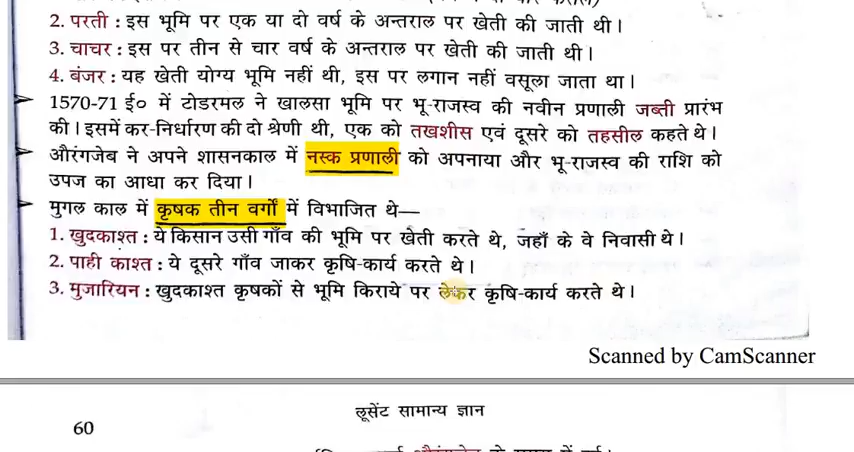 2. परती : इस भूमि पर एक या दो वर्ष के अन्तराल पर खेती की जाती थी।
3. चाचर : इस पर तीन से चार वर्ष के अन्तराल पर खेती की जाती थी।
4. बंजर : यह खेती योग्य भूमि नहीं थी, इस पर लगान नहीं वसूला जाता था।
1570-71 ई० में टोडरमल ने खालसा भूमि पर भू-राजस्व की नवीन प्रणाली जब्ती प्रारंभ
की। इसमें कर-निर्धारण की दो श्रेणी थी, एक को तखशीस एवं दूसरे को तहसील कहते थे।
औरंगजेब ने अपने शासनकाल में नस्क प्रणाली को अपनाया और भू-राजस्व की राशि को
उपज का आधा कर दिया।
मुगल काल में कृषक तीन वर्गों में विभाजित थे—
1. खुदकाश्त : ये किसान उसी गाँव की भूमि पर खेती करते थे, जहाँ के वे निवासी थे।
2. पाही काश्त : ये दूसरे गाँव जाकर कृषि-कार्य करते थे।
3. मुजारियन : खुदकाश्त कृषकों से भूमि किराये पर लेकर कृषि-कार्य करते थे।
Scanned by CamScanner
लूसेंट सामान्य ज्ञान
60